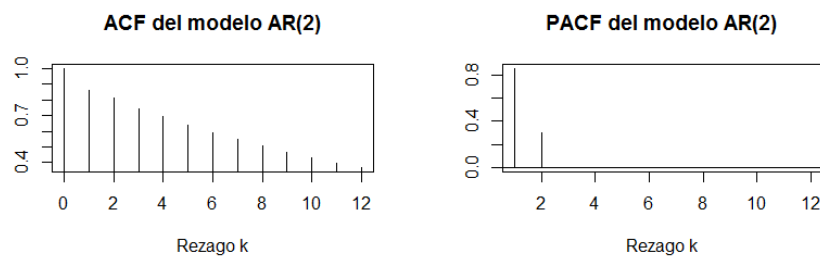 ACF del modelo AR(2)
1.0
0.7
0.4
0 2 4 6 8 10 12
Rezago k
PACF del modelo AR(2)
0.8
0.4
0.0
2 4 6 8 10 12
Rezago k